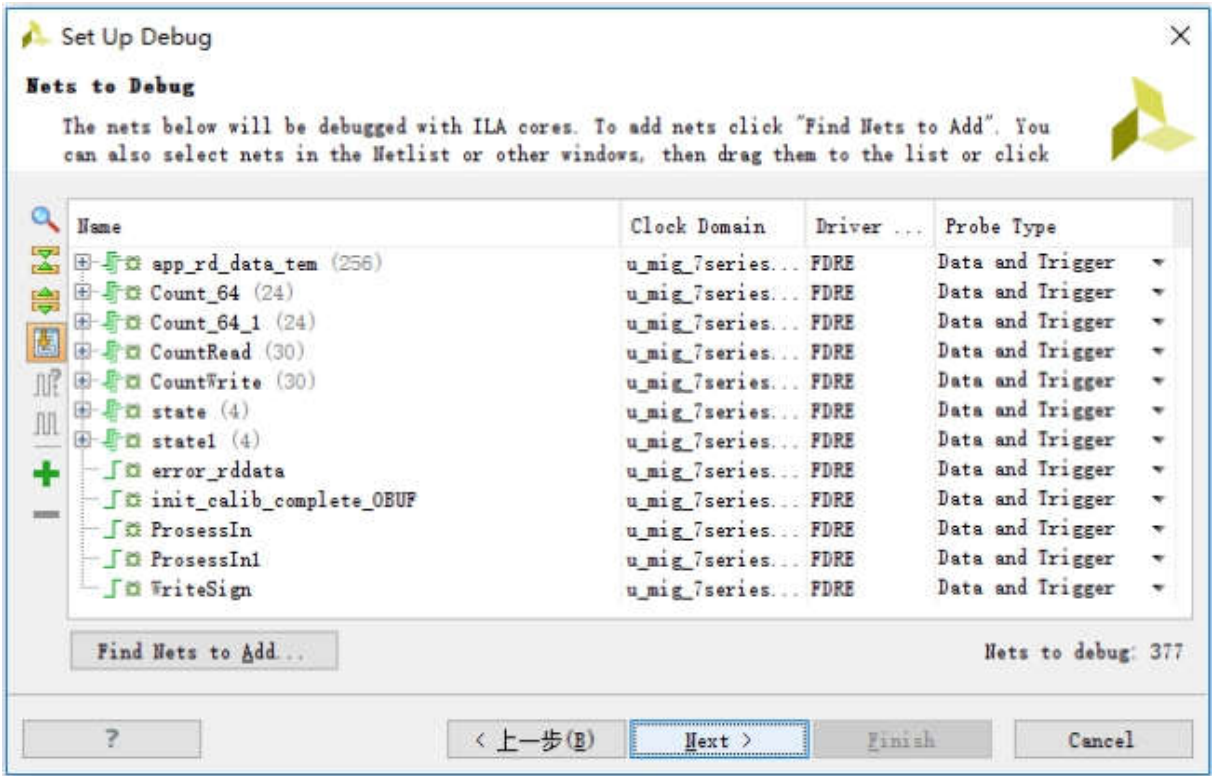 Set Up Debug
Nets to Debug
The nets below will be debugged with ILA cores. To add nets click "Find Nets to Add". You
can also select nets in the Netlist or other windows, then drag them to the list or click
Name Clock Domain Driver ... Probe Type
app_rd_data_tem (256) u_mig_7series... FDRE Data and Trigger
Count_64 (24) u_mig_7series... FDRE Data and Trigger
Count_64_1 (24) u_mig_7series... FDRE Data and Trigger
CountRead (30) u_mig_7series... FDRE Data and Trigger
CountWrite (30) u_mig_7series... FDRE Data and Trigger
state (4) u_mig_7series... FDRE Data and Trigger
state1 (4) u_mig_7series... FDRE Data and Trigger
error_rddata u_mig_7series... FDRE Data and Trigger
init_calib_complete_OBUF u_mig_7series... FDRE Data and Trigger
ProsessIn u_mig_7series... FDRE Data and Trigger
ProsessIn1 u_mig_7series... FDRE Data and Trigger
WriteSign u_mig_7series... FDRE Data and Trigger
Find Nets to Add... Nets to debug: 377
? < 上一步(B) Next > Finish Cancel